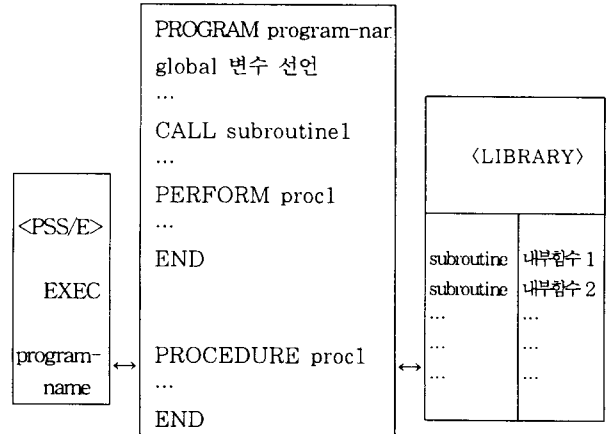 <PSS/E>
EXEC
program-
name
↔
PROGRAM program-nar
global 변수 선언
...
CALL subroutine1
...
PERFORM proc1
...
END
PROCEDURE proc1
...
END
↔
<LIBRARY>
subroutine 내부함수 1
subroutine 내부함수 2
... ...
... ...
... ...